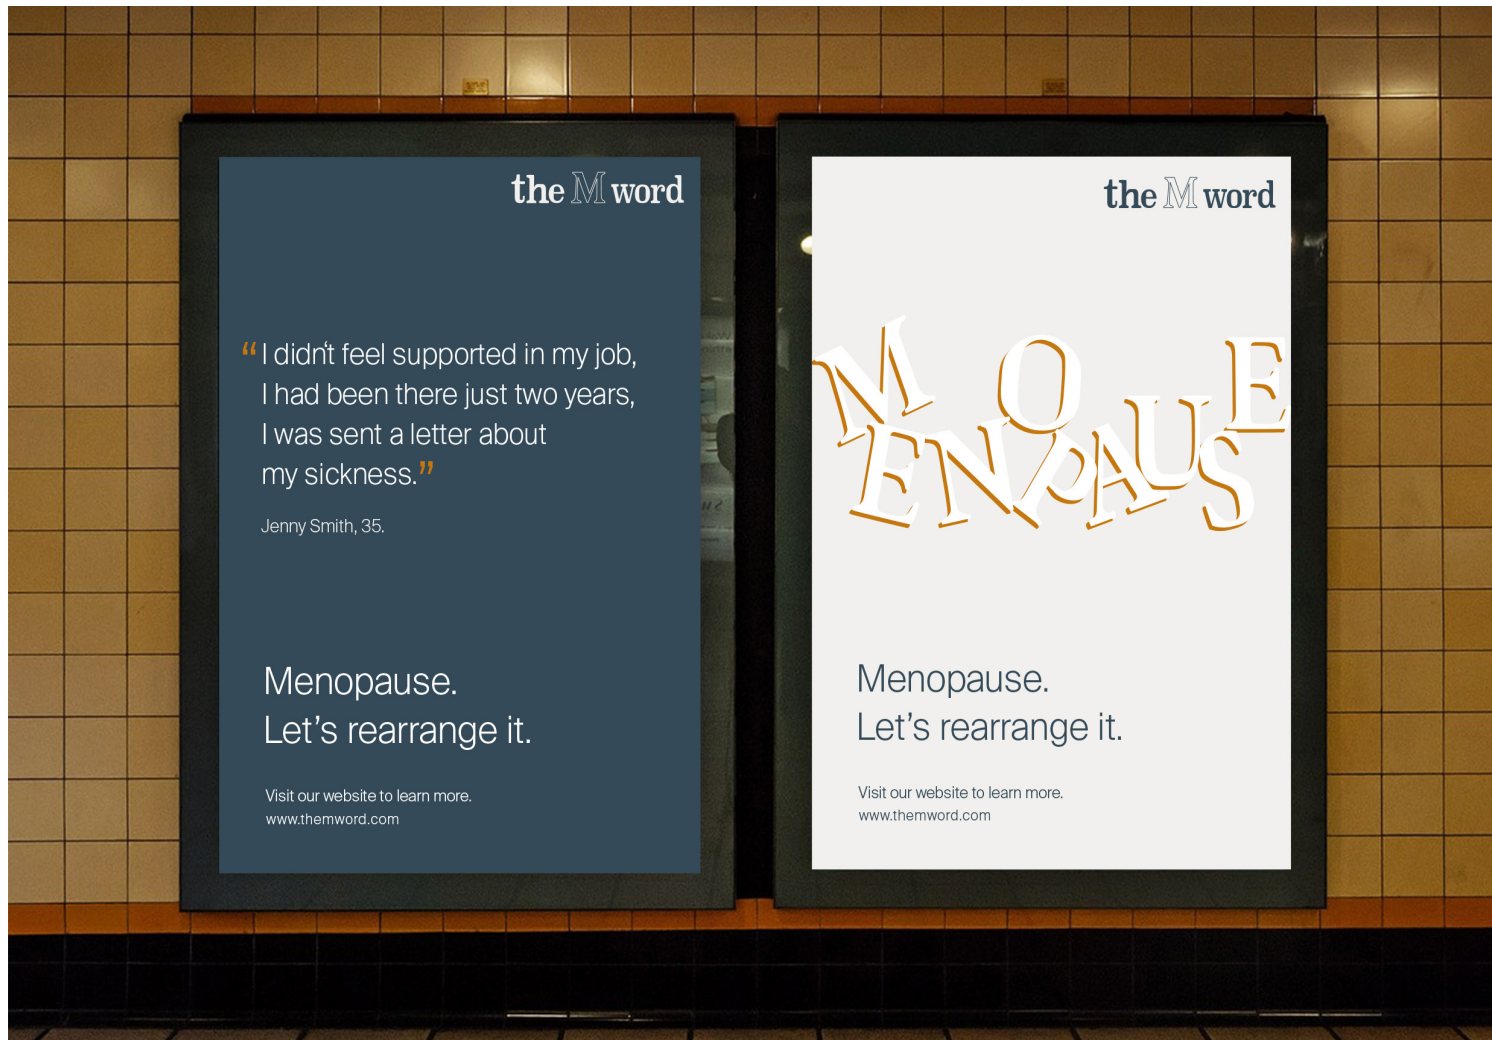 the M word
“I didn't feel supported in my job,
I had been there just two years,
I was sent a letter about
my sickness.”
Jenny Smith, 35.
Menopause.
Let's rearrange it.
Visit our website to learn more.
www.themword.com
the M word
MENOPAUSE
Menopause.
Let's rearrange it.
Visit our website to learn more.
www.themword.com